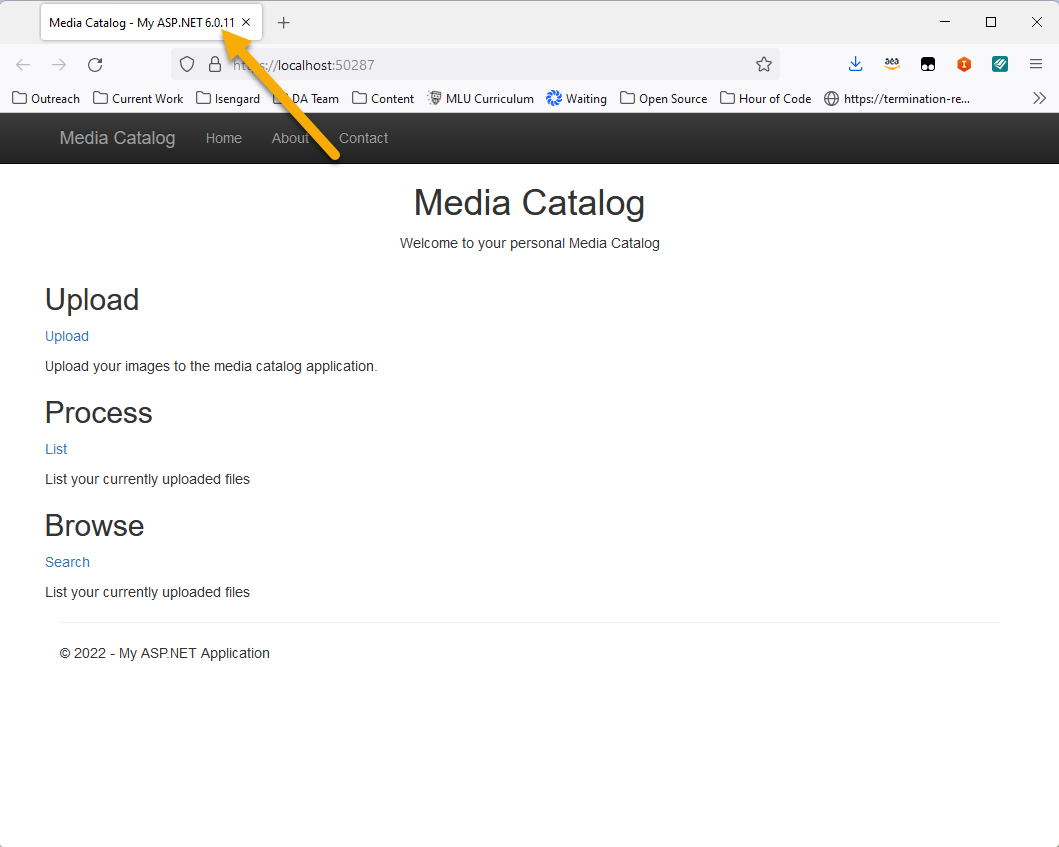 Media Catalog - My ASP.NET 6.0.11
localhost:50287
Outreach Current Work Isengard DA Team Content MLU Curriculum Waiting Open Source Hour of Code https://termination-re...
Media Catalog Home About Contact
Media Catalog
Welcome to your personal Media Catalog
Upload
Upload
Upload your images to the media catalog application.
Process
List
List your currently uploaded files
Browse
Search
List your currently uploaded files
© 2022 - My ASP.NET Application